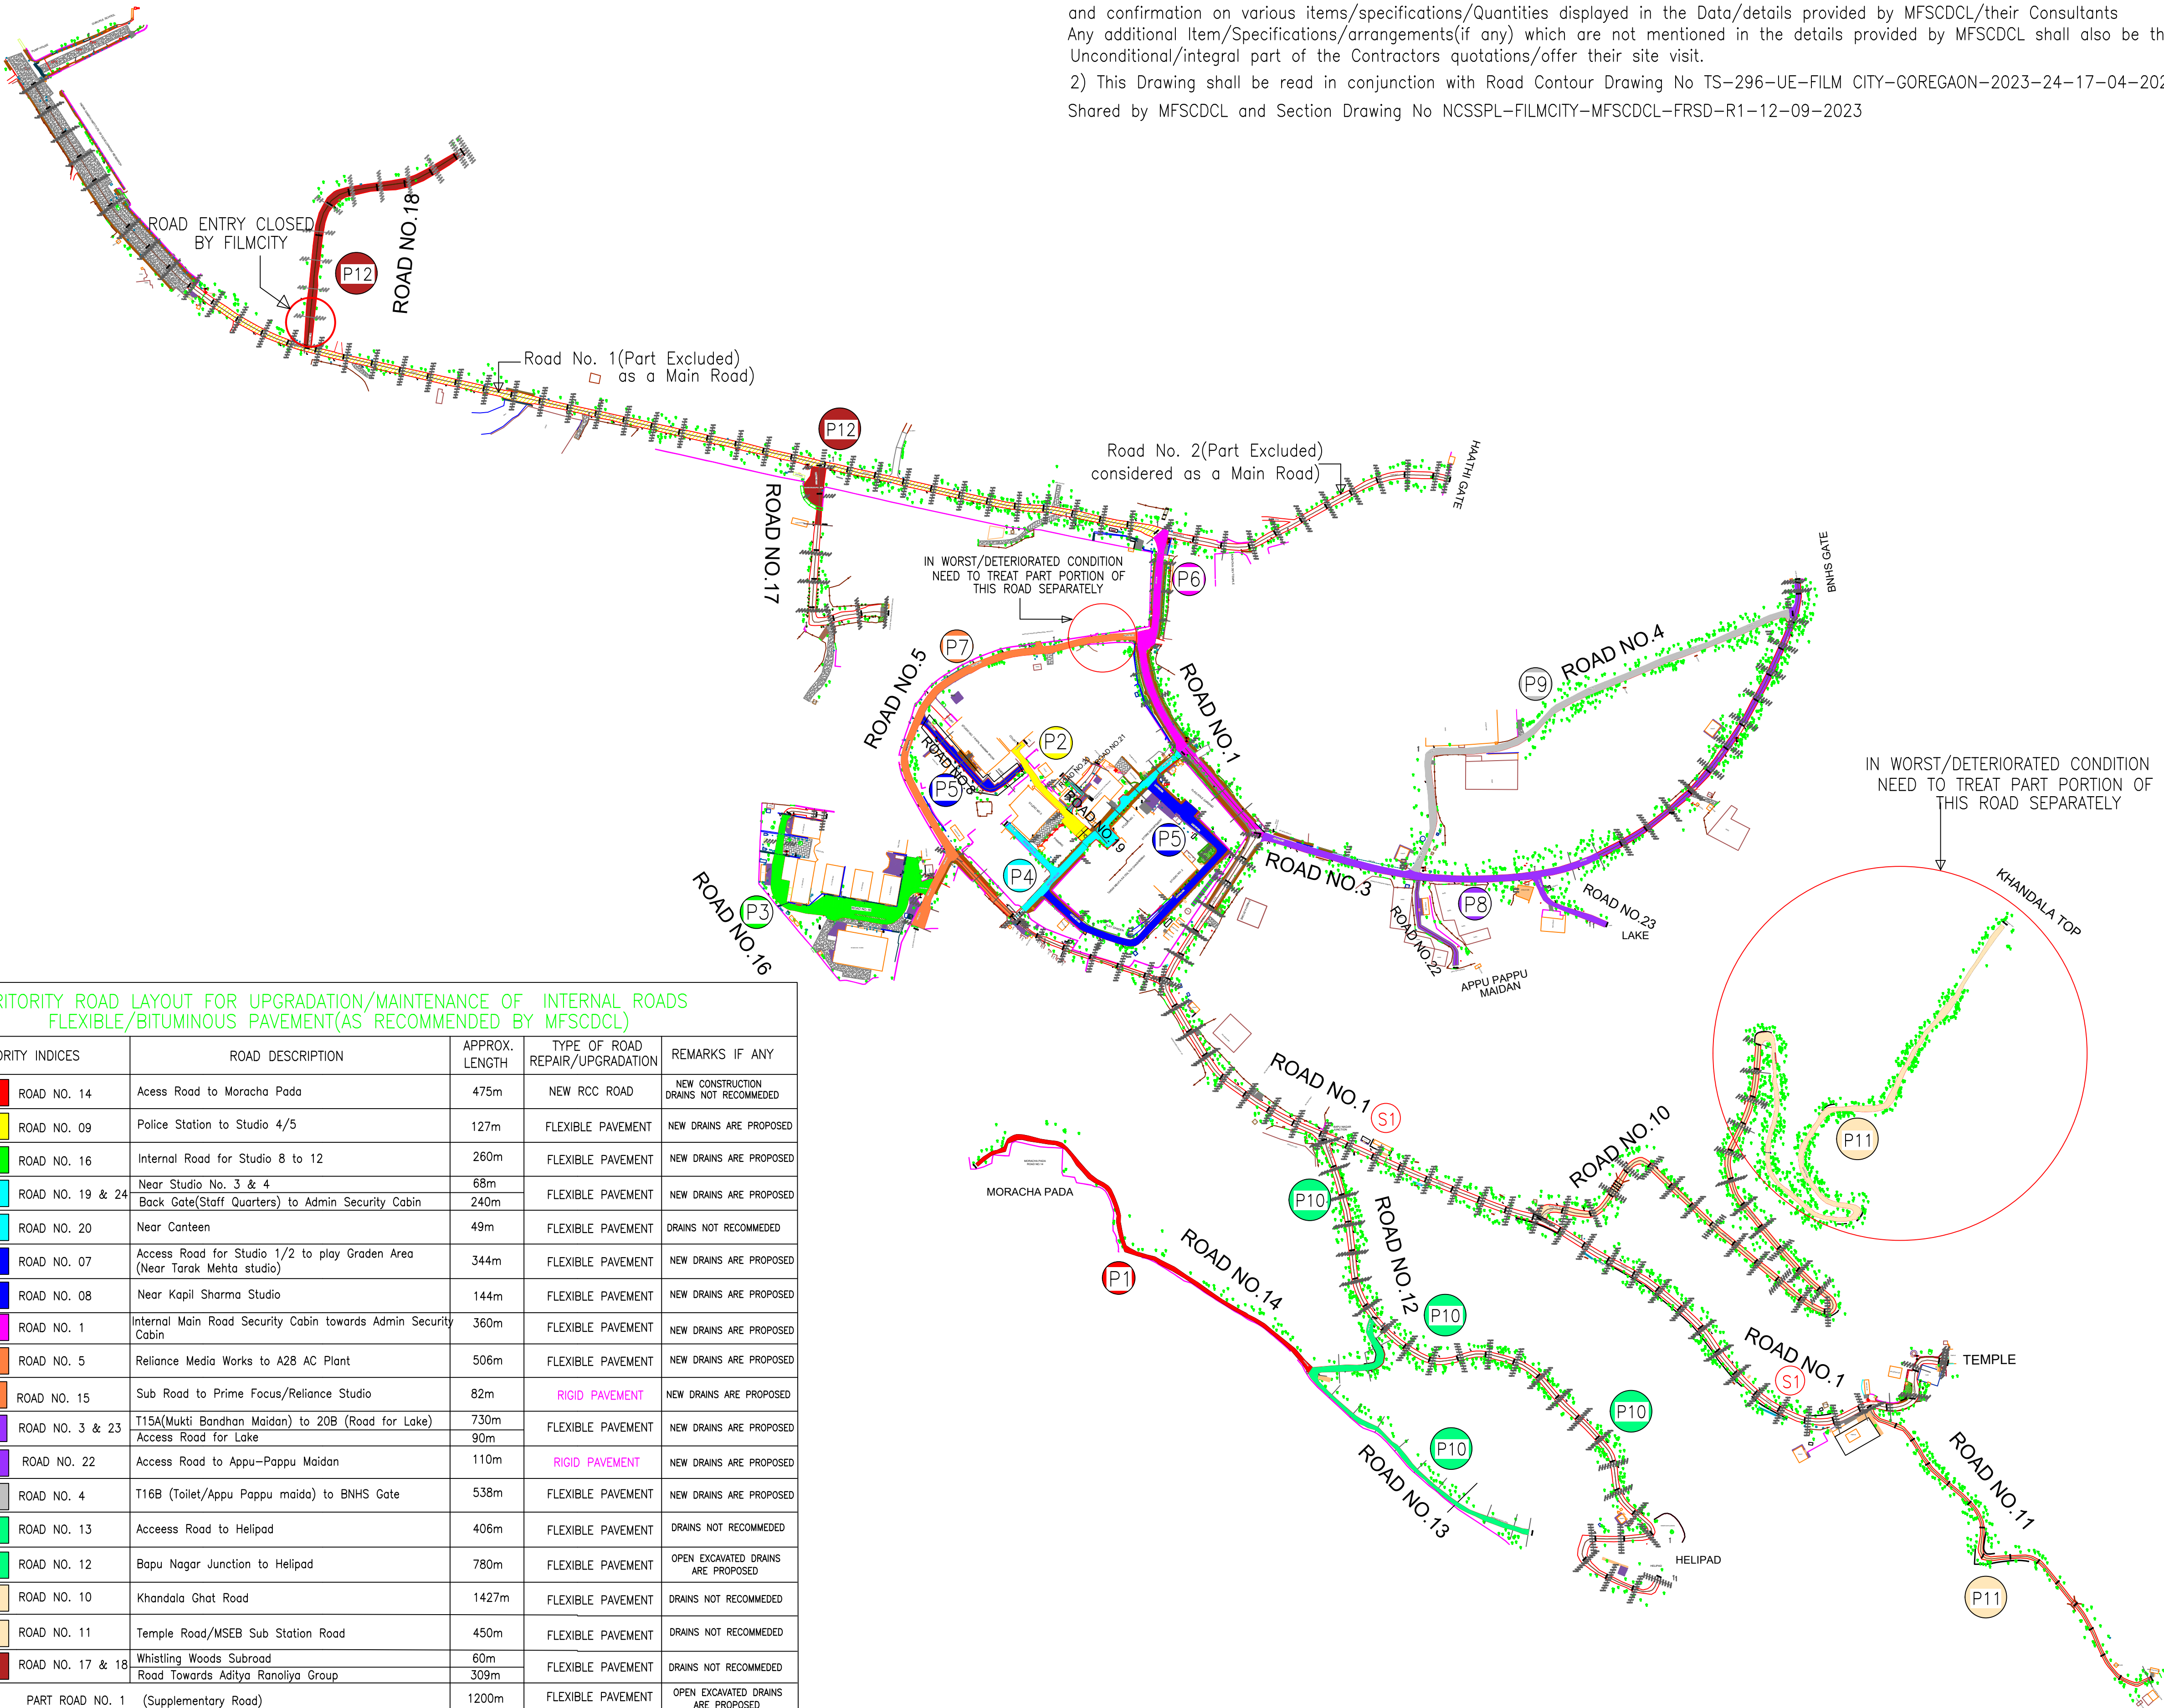 and confirmation on various items/specifications/Quantities displayed in the Data/details provided by MFSCDCL/their Consultants
Any additional Item/Specifications/arrangements(if any) which are not mentioned in the details provided by MFSCDCL shall also be th
Unconditional/integral part of the Contractors quotations/offer their site visit.
2) This Drawing shall be read in conjunction with Road Contour Drawing No TS-296-UE-FILM CITY-GOREGAON-2023-24-17-04-202
Shared by MFSCDCL and Section Drawing No NCSSPL-FILMCITY-MFSCDCL-FRSD-R1-12-09-2023
ROAD ENTRY CLOSED
BY FILMCITY
P12
ROAD NO.18
Road No. 1(Part Excluded)
as a Main Road)
P12
ROAD NO.17
Road No. 2(Part Excluded)
considered as a Main Road)
HAATHI GATE
IN WORST/DETERIORATED CONDITION
NEED TO TREAT PART PORTION OF
THIS ROAD SEPARATELY
P6
BNHS GATE
P7
ROAD NO.5
ROAD NO.1
P9
ROAD NO.4
P2
ROAD NO.21
ROAD NO.20
ROAD NO.8
P5
ROAD NO.19
P5
P4
ROAD NO.3
P3
ROAD NO.16
P8
ROAD NO.22
ROAD NO.23
LAKE
APPU PAPPU
MAIDAN
IN WORST/DETERIORATED CONDITION
NEED TO TREAT PART PORTION OF
THIS ROAD SEPARATELY
KHANDALA TOP
P11
ROAD NO.1
S1
ROAD NO.10
MORACHA PADA
P1
ROAD NO.14
P10
ROAD NO.12
P10
P10
P10
ROAD NO.13
HELIPAD
ROAD NO.1
S1
TEMPLE
ROAD NO.11
P11
RITORITY ROAD LAYOUT FOR UPGRADATION/MAINTENANCE OF INTERNAL ROADS
FLEXIBLE/BITUMINOUS PAVEMENT(AS RECOMMENDED BY MFSCDCL)
ORITY INDICES ROAD DESCRIPTION APPROX. LENGTH TYPE OF ROAD REPAIR/UPGRADATION REMARKS IF ANY
ROAD NO. 14 Acess Road to Moracha Pada 475m NEW RCC ROAD NEW CONSTRUCTION DRAINS NOT RECOMMEDED
ROAD NO. 09 Police Station to Studio 4/5 127m FLEXIBLE PAVEMENT NEW DRAINS ARE PROPOSED
ROAD NO. 16 Internal Road for Studio 8 to 12 260m FLEXIBLE PAVEMENT NEW DRAINS ARE PROPOSED
ROAD NO. 19 & 24 Near Studio No. 3 & 4 68m FLEXIBLE PAVEMENT NEW DRAINS ARE PROPOSED
Back Gate(Staff Quarters) to Admin Security Cabin 240m
ROAD NO. 20 Near Canteen 49m FLEXIBLE PAVEMENT DRAINS NOT RECOMMEDED
ROAD NO. 07 Access Road for Studio 1/2 to play Graden Area (Near Tarak Mehta studio) 344m FLEXIBLE PAVEMENT NEW DRAINS ARE PROPOSED
ROAD NO. 08 Near Kapil Sharma Studio 144m FLEXIBLE PAVEMENT NEW DRAINS ARE PROPOSED
ROAD NO. 1 Internal Main Road Security Cabin towards Admin Security Cabin 360m FLEXIBLE PAVEMENT NEW DRAINS ARE PROPOSED
ROAD NO. 5 Reliance Media Works to A28 AC Plant 506m FLEXIBLE PAVEMENT NEW DRAINS ARE PROPOSED
ROAD NO. 15 Sub Road to Prime Focus/Reliance Studio 82m RIGID PAVEMENT NEW DRAINS ARE PROPOSED
ROAD NO. 3 & 23 T15A(Mukti Bandhan Maidan) to 20B (Road for Lake) 730m FLEXIBLE PAVEMENT NEW DRAINS ARE PROPOSED
Access Road for Lake 90m
ROAD NO. 22 Access Road to Appu-Pappu Maidan 110m RIGID PAVEMENT NEW DRAINS ARE PROPOSED
ROAD NO. 4 T16B (Toilet/Appu Pappu maida) to BNHS Gate 538m FLEXIBLE PAVEMENT NEW DRAINS ARE PROPOSED
ROAD NO. 13 Acceess Road to Helipad 406m FLEXIBLE PAVEMENT DRAINS NOT RECOMMEDED
ROAD NO. 12 Bapu Nagar Junction to Helipad 780m FLEXIBLE PAVEMENT OPEN EXCAVATED DRAINS ARE PROPOSED
ROAD NO. 10 Khandala Ghat Road 1427m FLEXIBLE PAVEMENT DRAINS NOT RECOMMEDED
ROAD NO. 11 Temple Road/MSEB Sub Station Road 450m FLEXIBLE PAVEMENT DRAINS NOT RECOMMEDED
ROAD NO. 17 & 18 Whistling Woods Subroad 60m FLEXIBLE PAVEMENT DRAINS NOT RECOMMEDED
Road Towards Aditya Ranoliya Group 309m
PART ROAD NO. 1 (Supplementary Road) 1200m FLEXIBLE PAVEMENT OPEN EXCAVATED DRAINS ARE PROPOSED